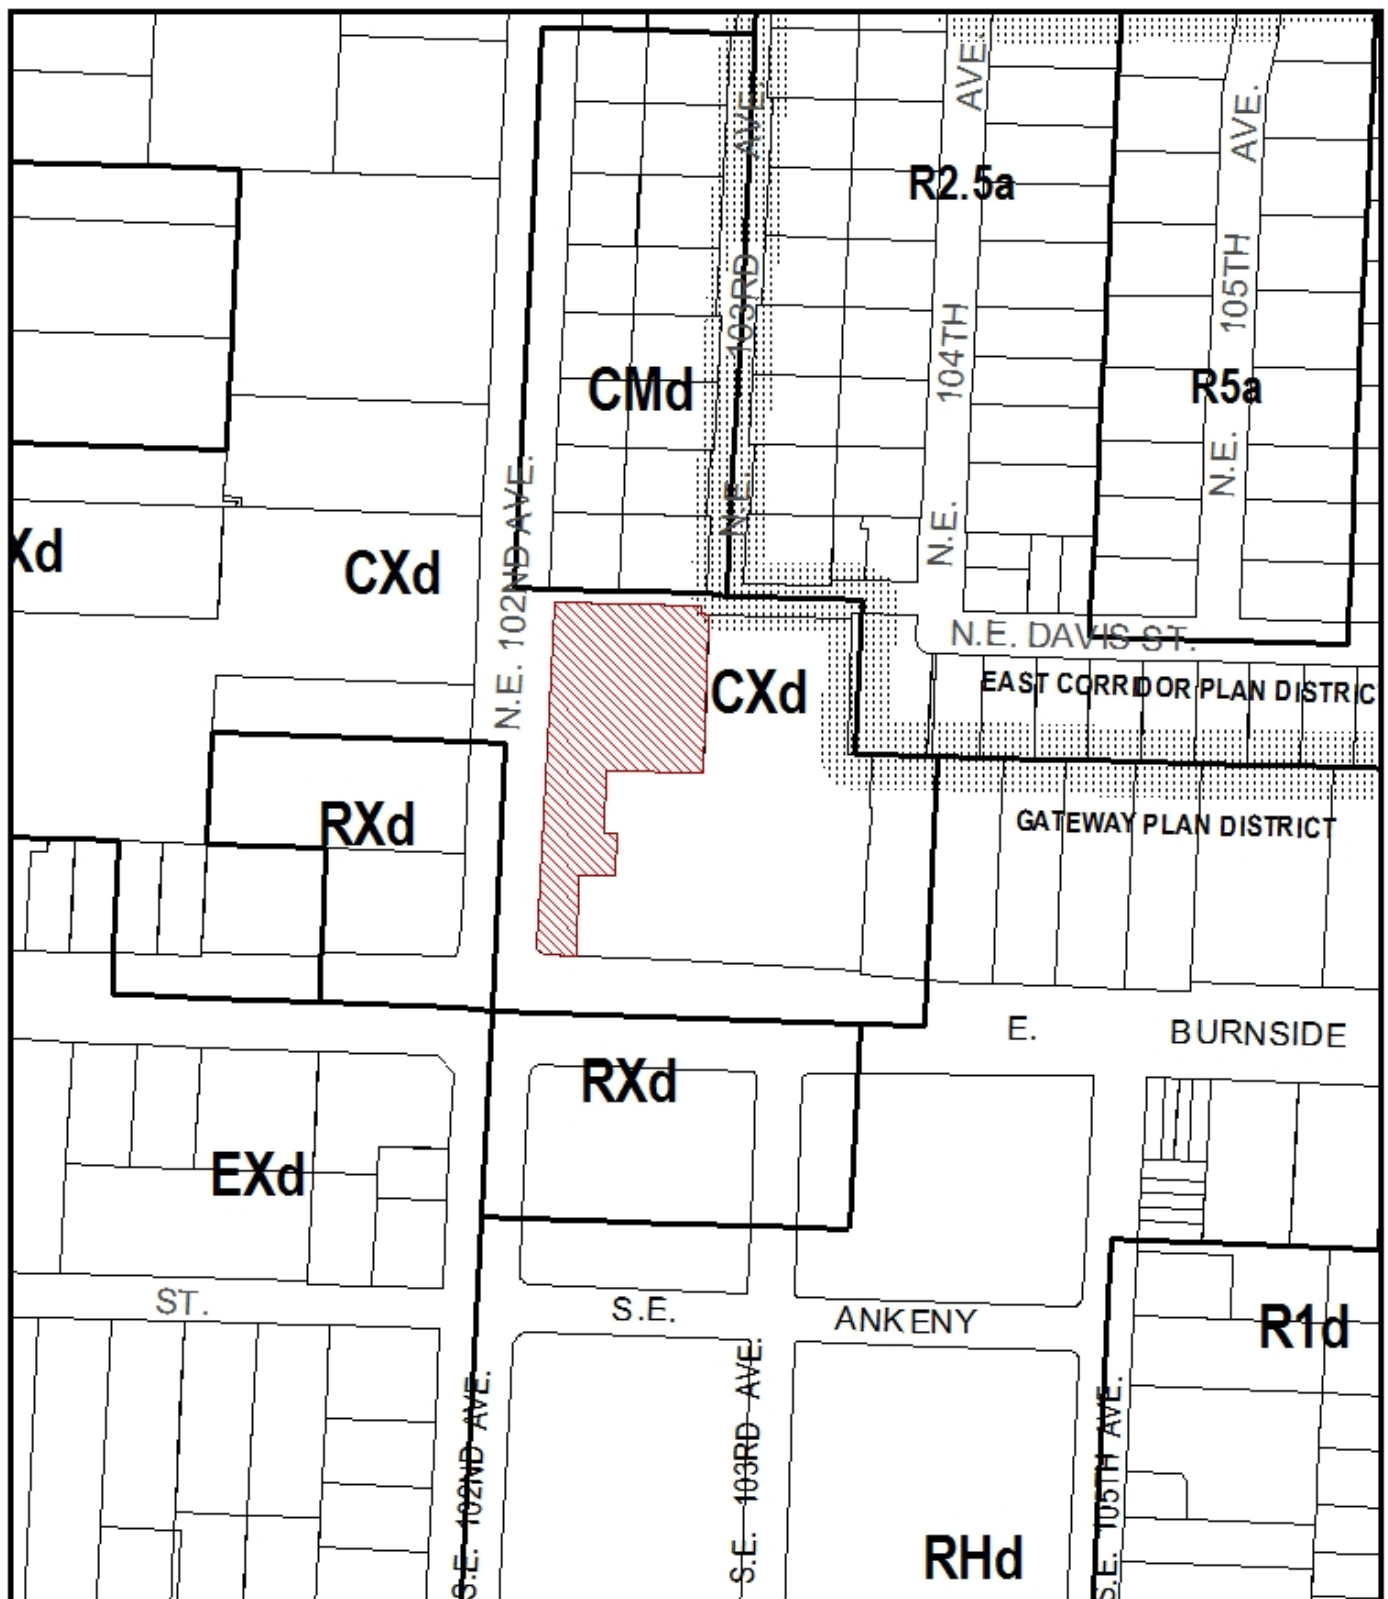 AVE.
AVE.
AVE.
R2.5a
105TH
103RD
104TH
CMd
R5a
N.E.
N.E.
N.E.
Xd
CXd
N.E. 102ND AVE.
N.E. DAVIS ST.
CXd
EAST CORRIDOR PLAN DISTRIC
RXd
GATEWAY PLAN DISTRICT
E. BURNSIDE
RXd
EXd
ST.
S.E. ANKENY
R1d
S.E. 102ND AVE.
S.E. 103RD AVE.
S.E. 105TH AVE.
RHd